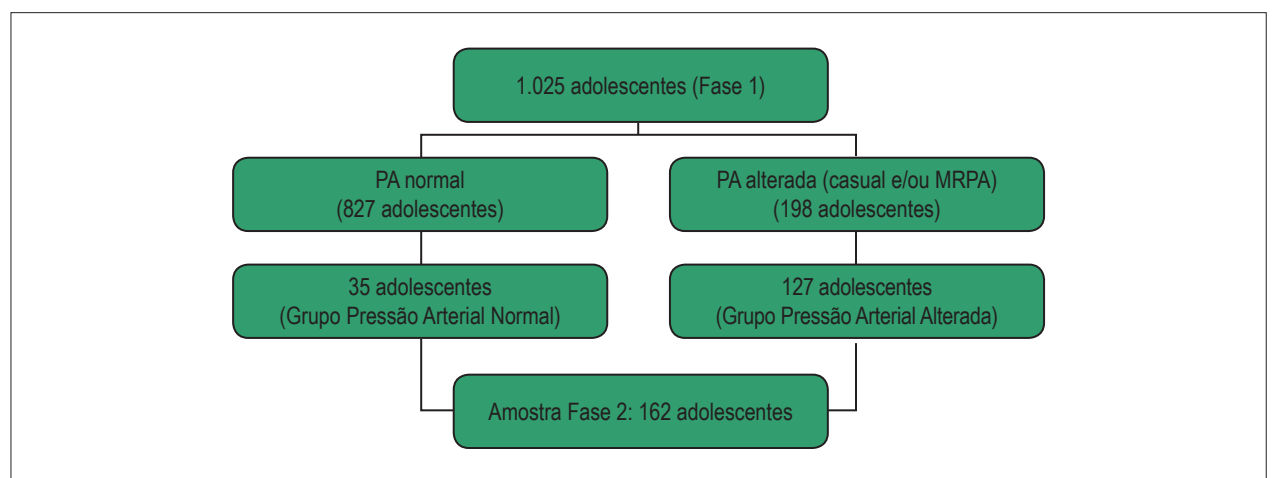 1.025 adolescentes (Fase 1)
PA normal
(827 adolescentes)
PA alterada (casual e/ou MRPA)
(198 adolescentes)
35 adolescentes
(Grupo Pressão Arterial Normal)
127 adolescentes
(Grupo Pressão Arterial Alterada)
Amostra Fase 2: 162 adolescentes